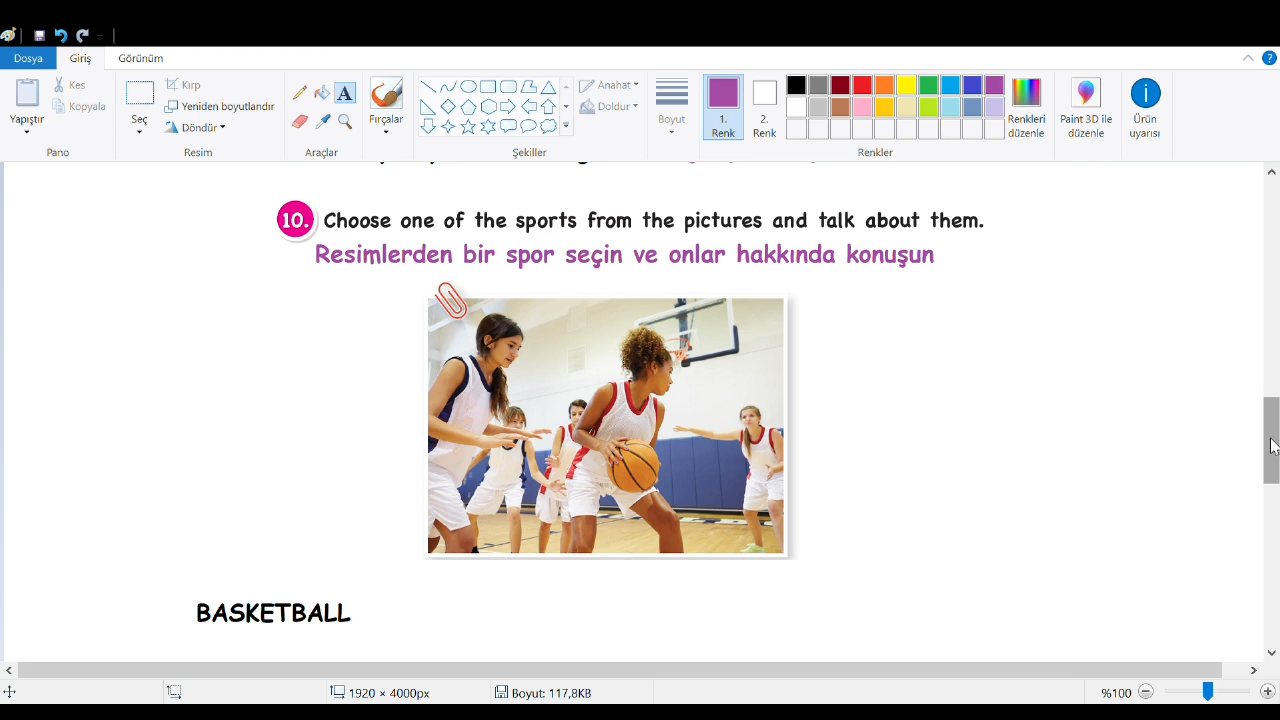 Dosya
Giriş
Görünüm
Yapıştır
Kes
Kopyala
Pano
Seç
Kırp
Yeniden boyutlandır
Döndür
Resim
A
Araçlar
Fırçalar
Şekiller
Anahat
Doldur
Boyut
1.
Renk
2.
Renk
Renkler
Renkleri
düzenle
Paint 3D ile
düzenle
Ürün
uyarısı
10. Choose one of the sports from the pictures and talk about them.
Resimlerden bir spor seçin ve onlar hakkında konuşun
BASKETBALL
1920 × 4000px
Boyut: 117,8KB
%100